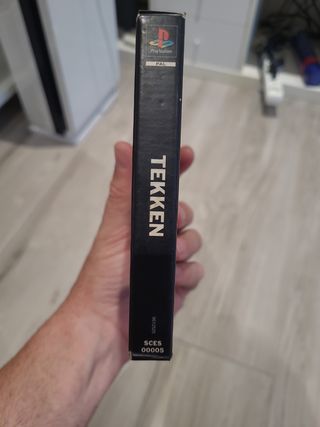 PlayStation
PAL
TEKKEN
SCES
00005